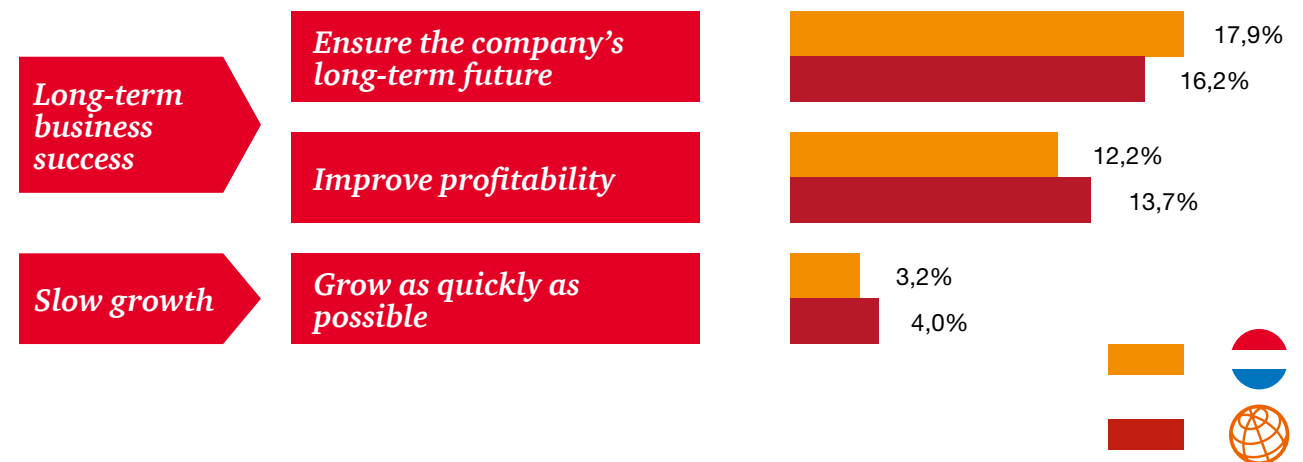 Long-term
business
success
Ensure the company’s
long-term future
17,9%
16,2%
Improve profitability
12,2%
13,7%
Slow growth
Grow as quickly as
possible
3,2%
4,0%